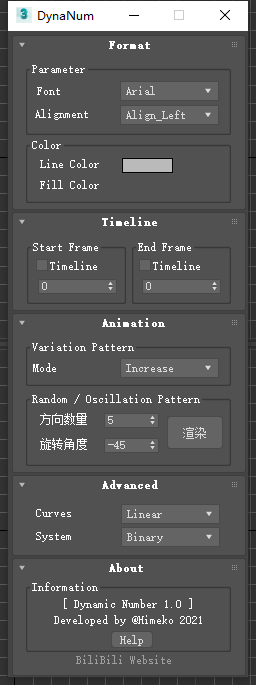 DynaNum
Format
Parameter
Font Arial
Alignment Align_Left
Color
Line Color
Fill Color
Timeline
Start Frame End Frame
Timeline Timeline
0 0
Animation
Variation Pattern
Mode Increase
Random / Oscillation Pattern
方向数量 5
渲染
旋转角度 -45
Advanced
Curves Linear
System Binary
About
Information
[ Dynamic Number 1.0 ]
Developed by @Himeko 2021
Help
BiliBili Website